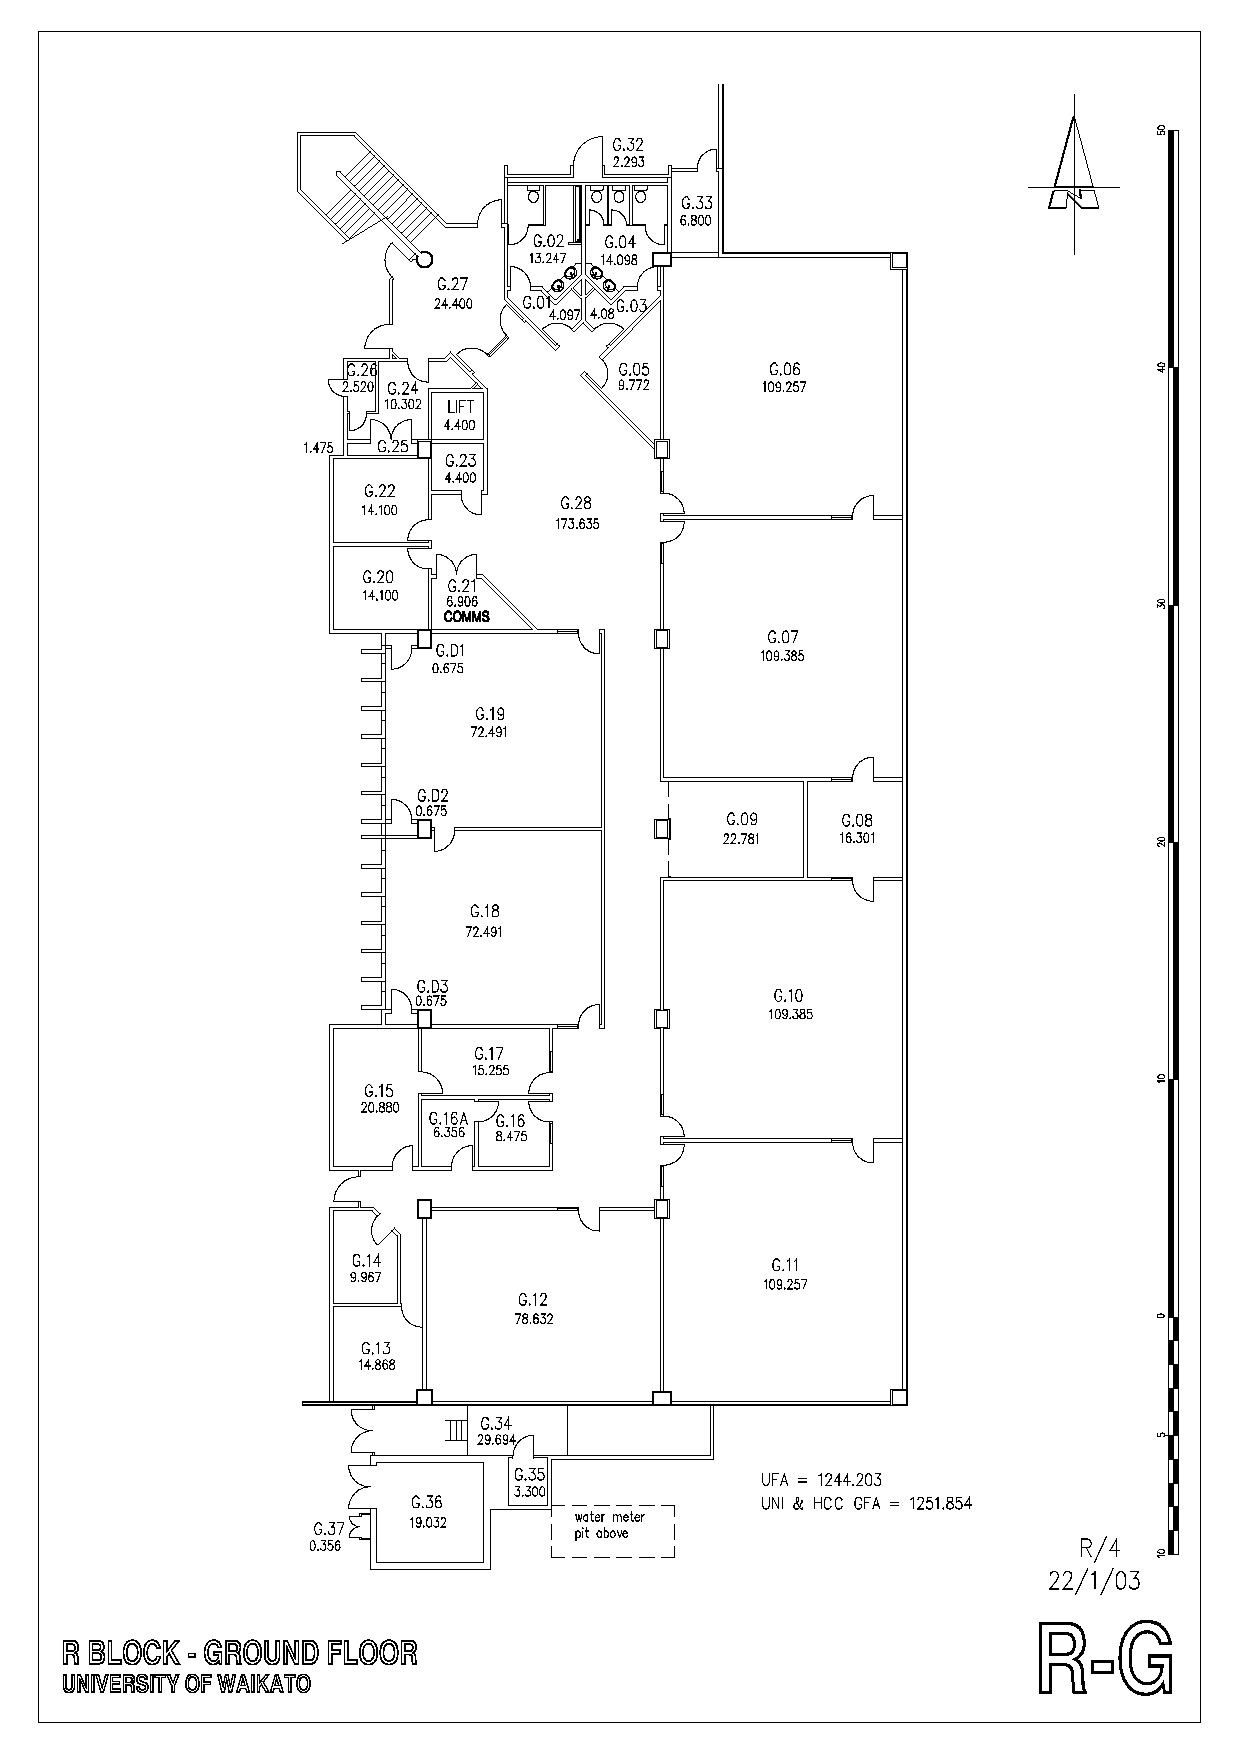 50
G.32
2.293
G.33
6.800
G.02
13.247
G.04
14.098
G.27
24.400
G.01
4.097
4.08
G.03
G.26
2.520
G.24
10.302
G.05
9.772
G.06
109.257
40
LIFT
4.400
1.475
G.25
G.23
4.400
G.22
14.100
G.28
173.635
G.20
14.100
G.21
6.906
COMMS
30
G.07
109.385
G.D1
0.675
G.19
72.491
G.D2
0.675
G.09
22.781
G.08
16.301
20
G.18
72.491
G.D3
0.675
G.10
109.385
G.17
15.255
G.15
20.880
G.16A
6.356
G.16
8.475
10
G.14
9.967
G.11
109.257
G.12
78.632
0
G.13
14.868
G.34
29.694
5
G.35
3.300
UFA = 1244.203
UNI & HCC GFA = 1251.854
G.36
19.032
water meter
pit above
G.37
0.356
10
R/4
22/1/03
R BLOCK - GROUND FLOOR
UNIVERSITY OF WAIKATO
R-G
N